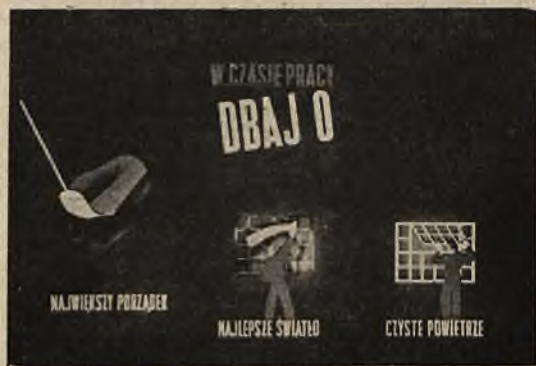 W CZASIE PRACY
DBAJ O
NAJWIĘKSZY PORZĄDEK
NAJLEPSZE ŚWIATŁO
CZYSTE POWIETRZE